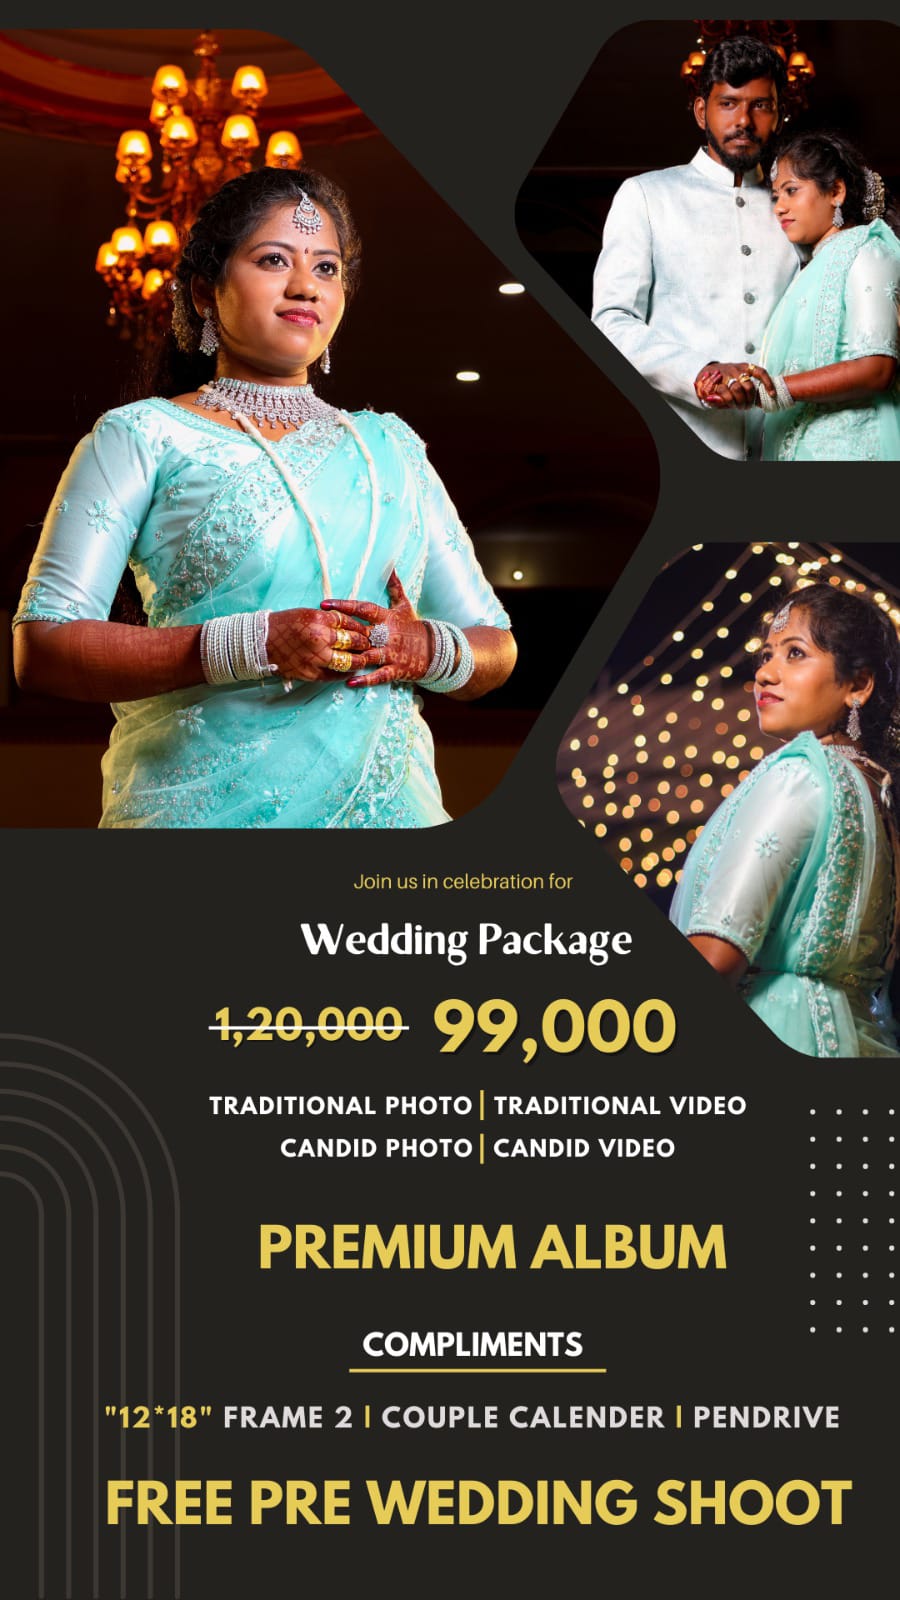 Join us in celebration for
Wedding Package
1,20,000 99,000
TRADITIONAL PHOTO | TRADITIONAL VIDEO
CANDID PHOTO | CANDID VIDEO
PREMIUM ALBUM
COMPLIMENTS
"12*18" FRAME 2 | COUPLE CALENDER | PENDRIVE
FREE PRE WEDDING SHOOT